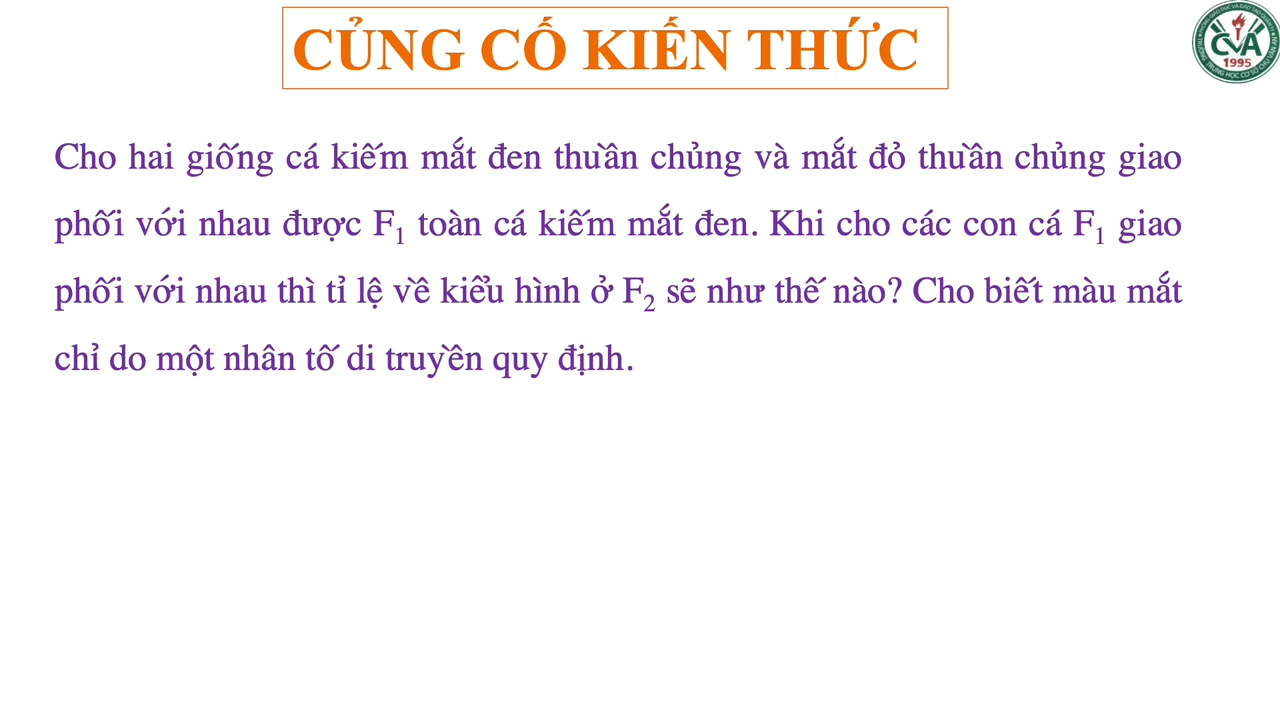 CỦNG CỐ KIẾN THỨC
CVA
1995
Cho hai giống cá kiếm mắt đen thuần chủng và mắt đỏ thuần chủng giao
phối với nhau được F1 toàn cá kiếm mắt đen. Khi cho các con cá F1 giao
phối với nhau thì tỉ lệ về kiểu hình ở F2 sẽ như thế nào? Cho biết màu mắt
chỉ do một nhân tố di truyền quy định.